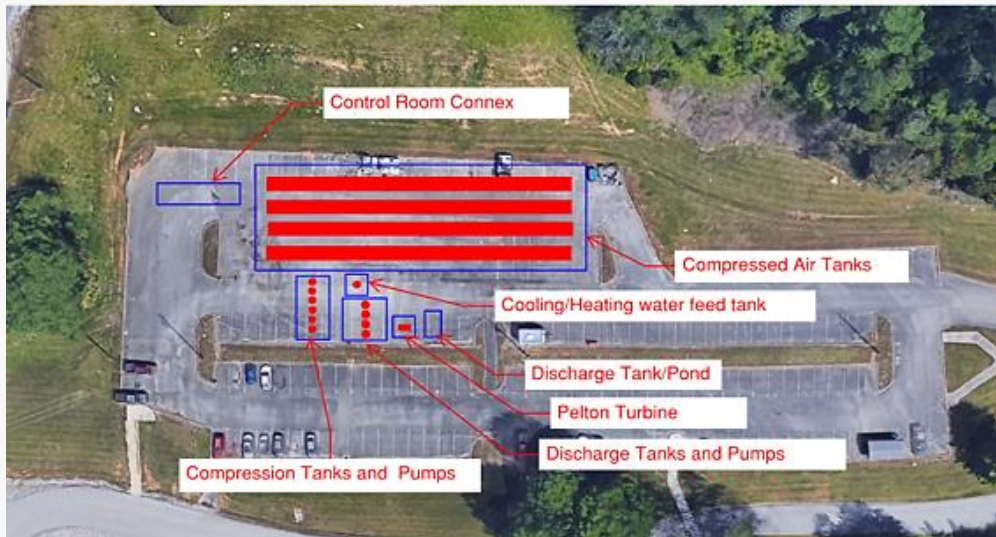 Control Room Connex
Compressed Air Tanks
Cooling/Heating water feed tank
Discharge Tank/Pond
Pelton Turbine
Discharge Tanks and Pumps
Compression Tanks and  Pumps